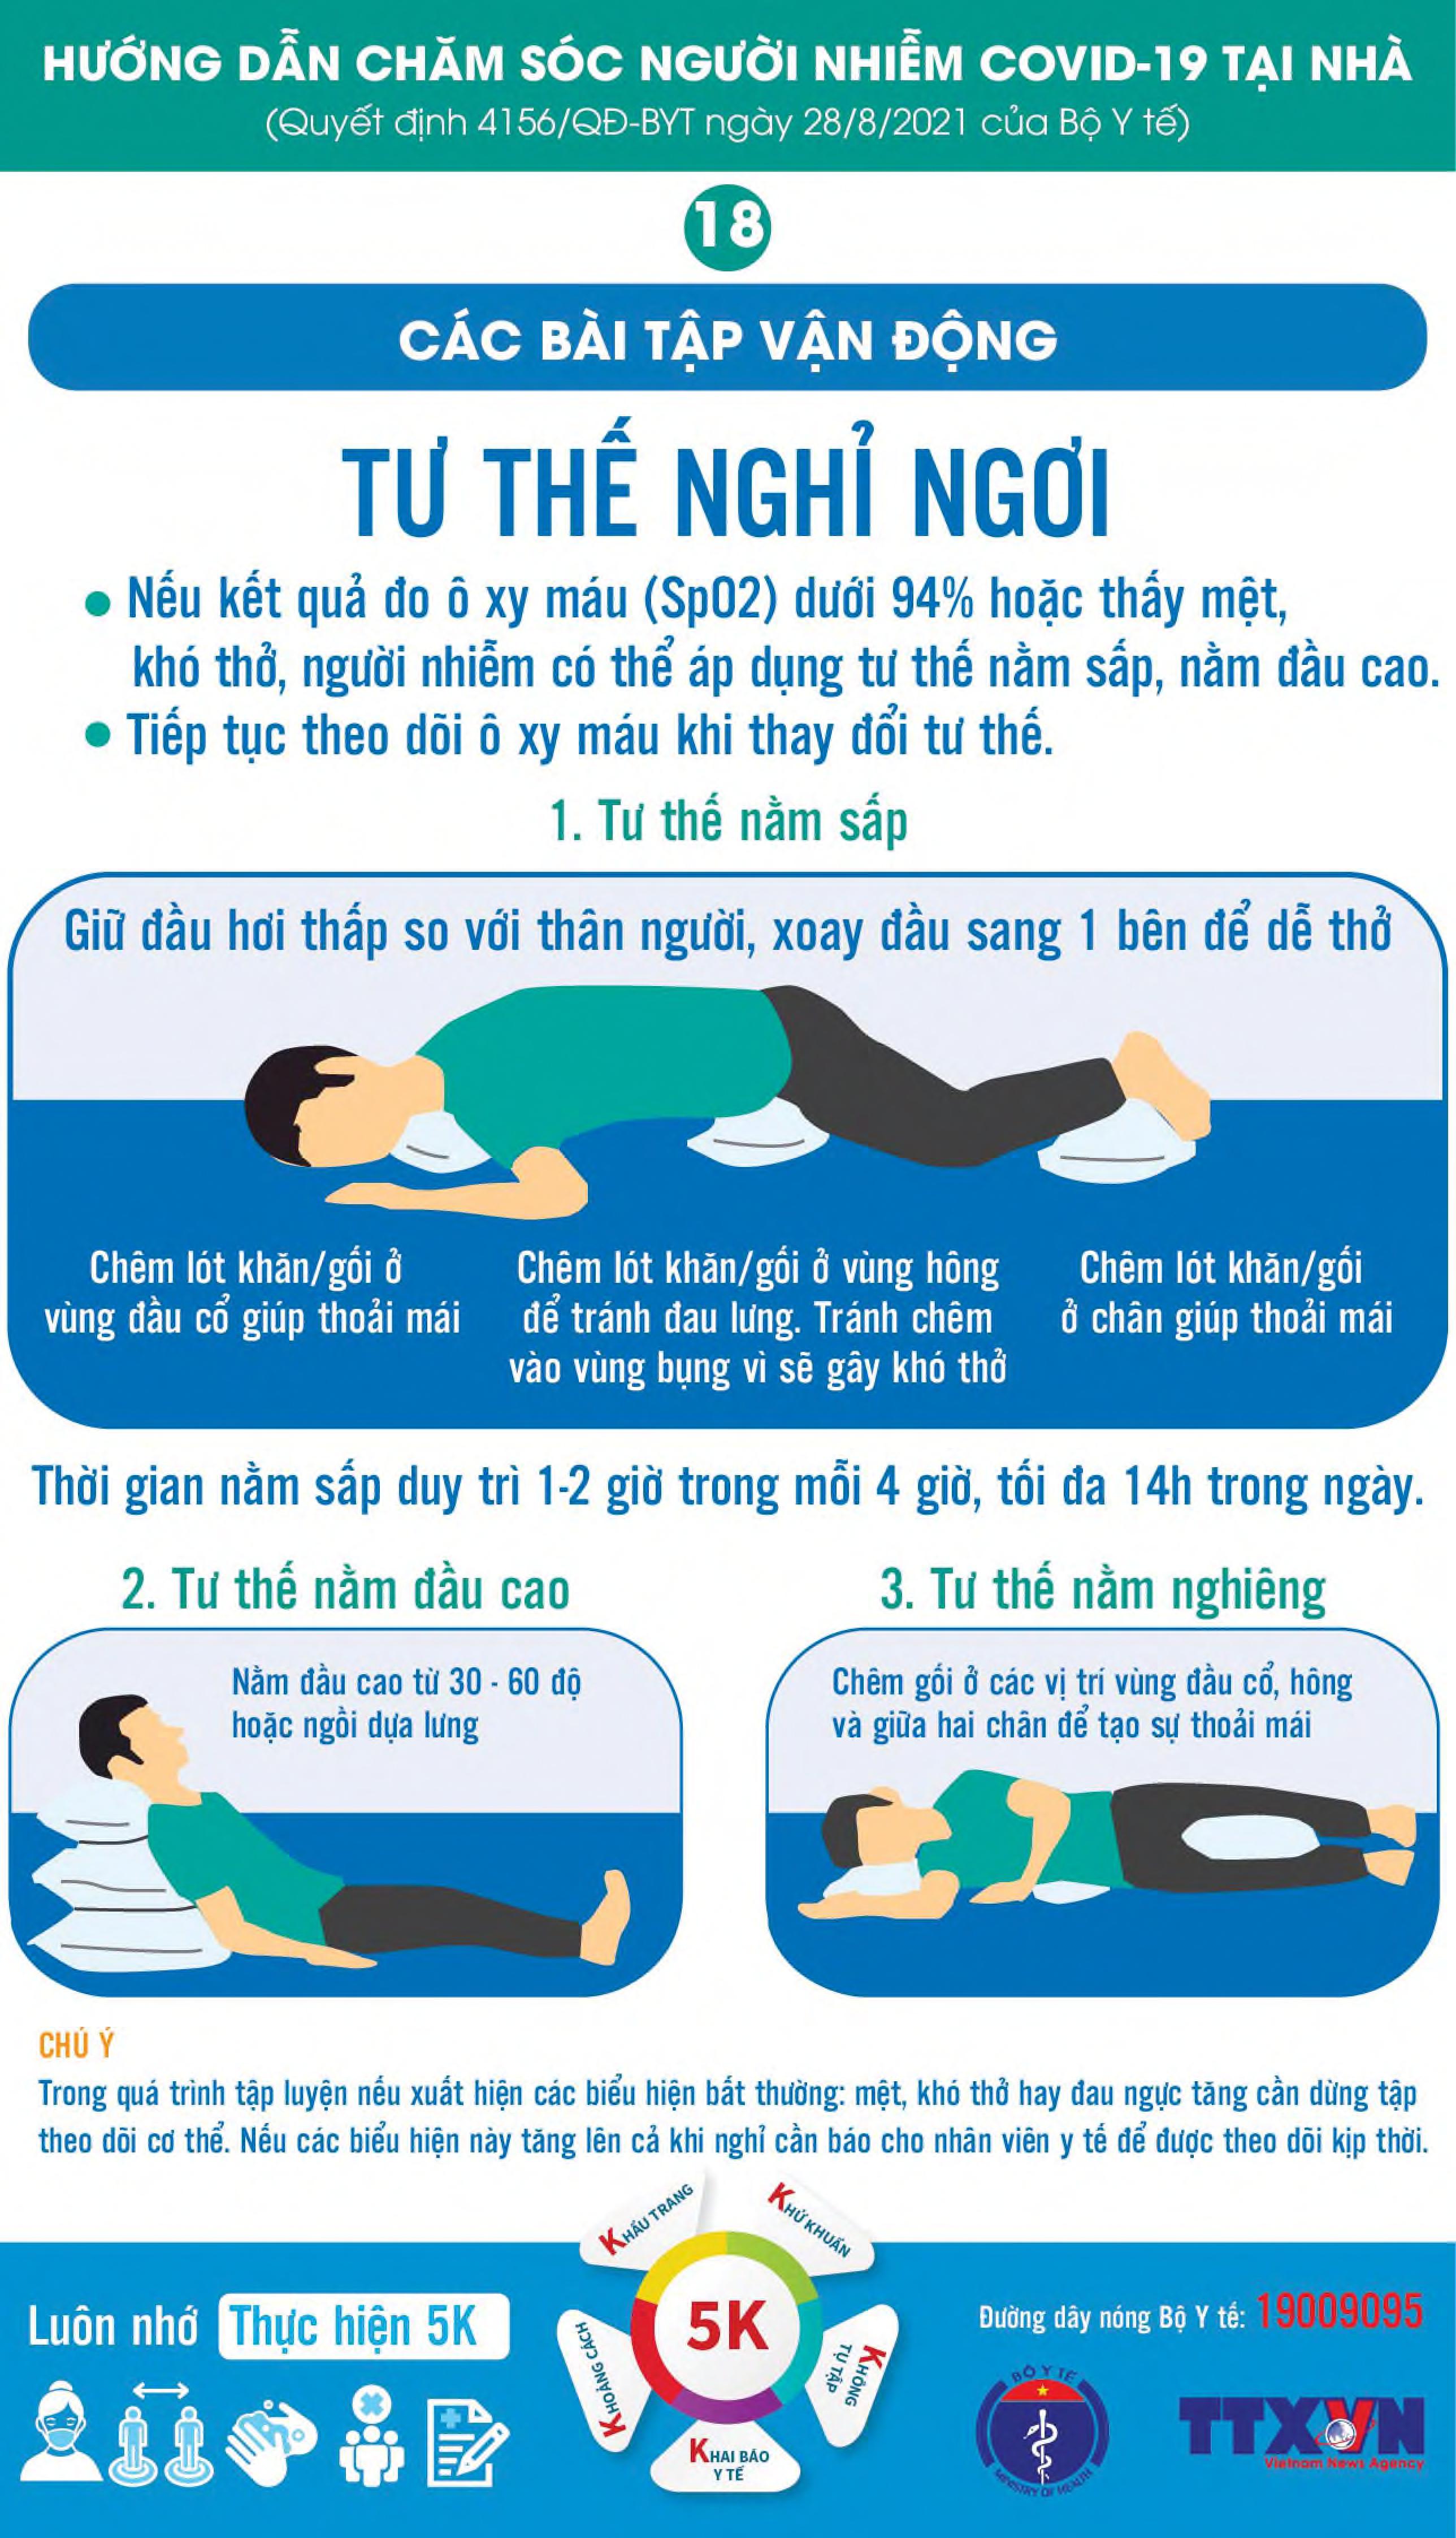 HƯỚNG DẪN CHĂM SÓC NGƯỜI NHIỄM COVID-19 TẠI NHÀ
(Quyết định 4156/QĐ-BYT ngày 28/8/2021 của Bộ Y tế)
18
CÁC BÀI TẬP VẬN ĐỘNG
TƯ THẾ NGHỈ NGƠI
• Nếu kết quả đo ô xy máu (SpO2) dưới 94% hoặc thấy mệt,
khó thở, người nhiễm có thể áp dụng tư thế nằm sấp, nằm đầu cao.
• Tiếp tục theo dõi ô xy máu khi thay đổi tư thế.
1. Tư thế nằm sấp
Giữ đầu hơi thấp so với thân người, xoay đầu sang 1 bên để dễ thở
Chêm lót khăn/gối ở
vùng đầu cổ giúp thoải mái
Chêm lót khăn/gối ở vùng hông
để tránh đau lưng. Tránh chêm
vào vùng bụng vì sẽ gây khó thở
Chêm lót khăn/gối
ở chân giúp thoải mái
Thời gian nằm sấp duy trì 1-2 giờ trong mỗi 4 giờ, tối đa 14h trong ngày.
2. Tư thế nằm đầu cao
Nằm đầu cao từ 30 - 60 độ
hoặc ngồi dựa lưng
3. Tư thế nằm nghiêng
Chêm gối ở các vị trí vùng đầu cổ, hông
và giữa hai chân để tạo sự thoải mái
CHÚ Ý
Trong quá trình tập luyện nếu xuất hiện các biểu hiện bất thường: mệt, khó thở hay đau ngực tăng cần dừng tập
theo dõi cơ thể. Nếu các biểu hiện này tăng lên cả khi nghỉ cần báo cho nhân viên y tế để được theo dõi kịp thời.
Luôn nhớ Thực hiện 5K
KHẨU TRANG
KHỬ KHUẨN
KHOẢNG CÁCH
5K
KHÔNG
TỤ TẬP
KHAI BÁO
Y TẾ
Đường dây nóng Bộ Y tế: 19009095
BỘ Y TẾ
MINISTRY OF HEALTH
TTXVN
Vietnam News Agency